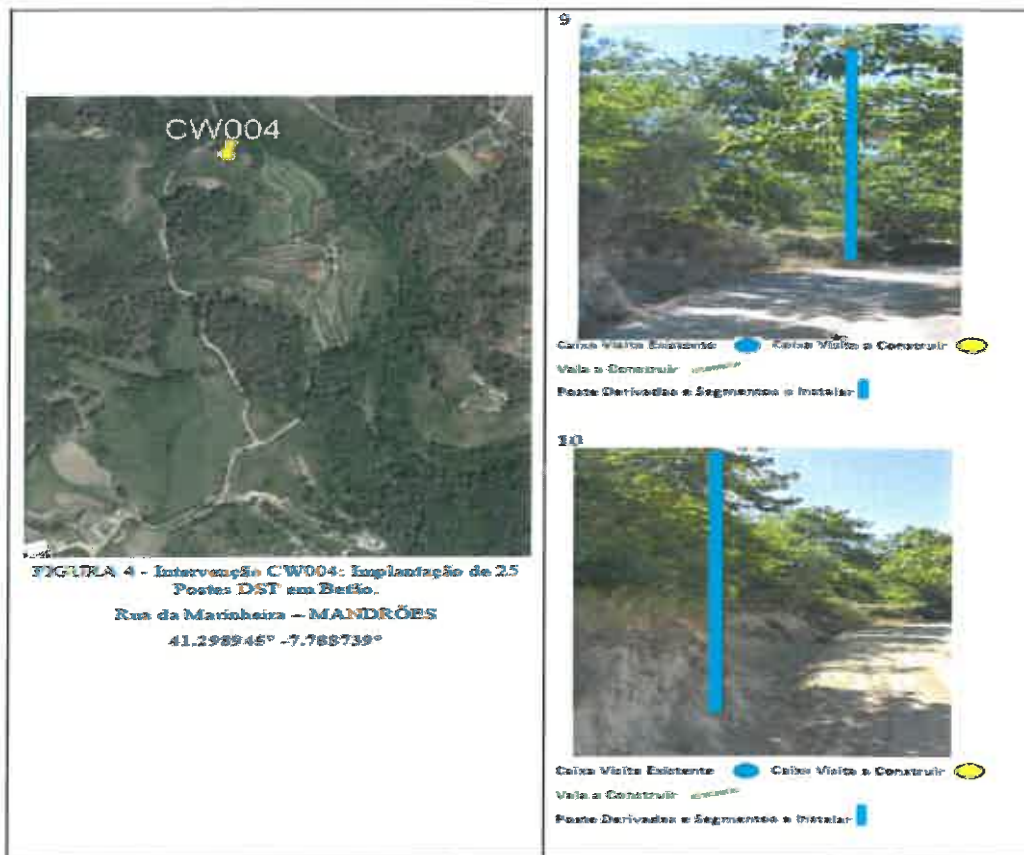 CW004
FIGURA 4 - Intervenção CW004: Implantação de 25
Postes DST em Betão.
Rua da Marinheira – MANDRÕES
41.298945° -7.788739°
9
Caixa Visita Existente Caixa Visita a Construir
Vala a Construir
Poste Derivadas e Segmentos a Instalar
10
Caixa Visita Existente Caixa Visita a Construir
Vala a Construir
Poste Derivadas e Segmentos a Instalar